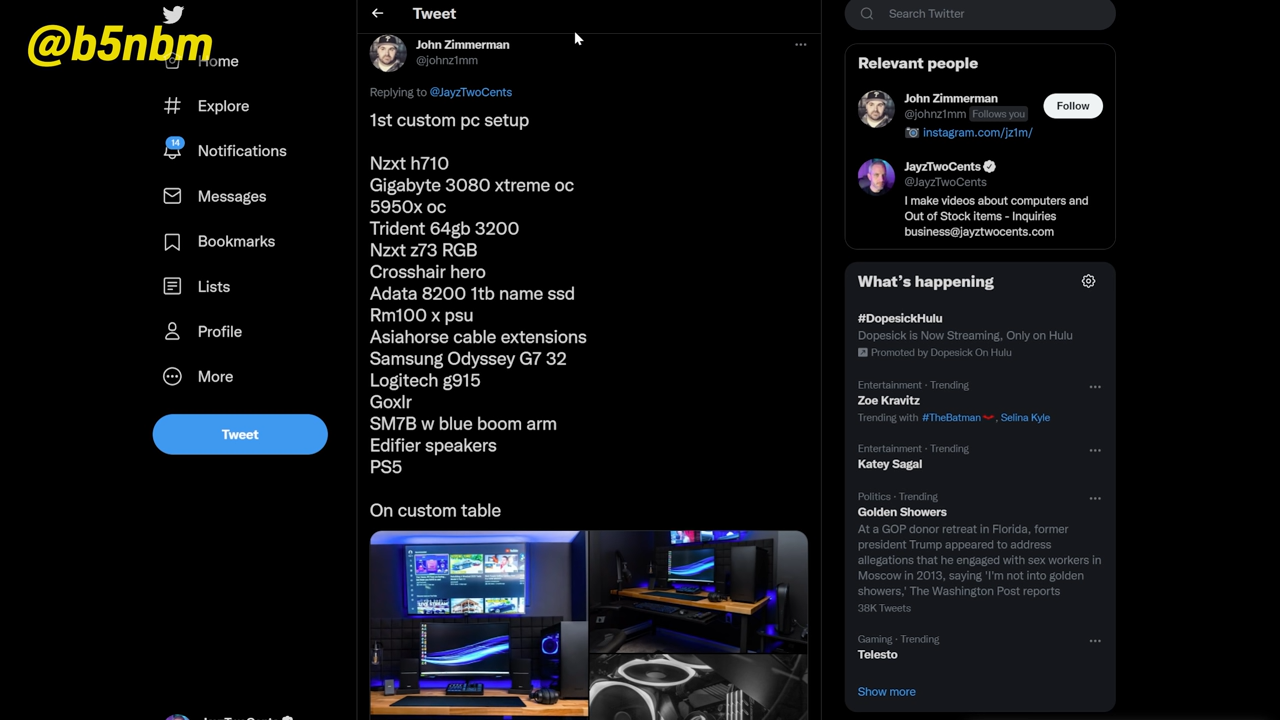 @b5nbm
Home
Explore
14
Notifications
Messages
Bookmarks
Lists
Profile
More
Tweet
Tweet
John Zimmerman
@johnz1mm
Replying to @JayzTwoCents
1st custom pc setup
Nzxt h710
Gigabyte 3080 xtreme oc
5950x oc
Trident 64gb 3200
Nzxt z73 RGB
Crosshair hero
Adata 8200 1tb name ssd
Rm100 x psu
Asiahorse cable extensions
Samsung Odyssey G7 32
Logitech g915
Goxlr
SM7B w blue boom arm
Edifier speakers
PS5
On custom table
Search Twitter
Relevant people
John Zimmerman
@johnz1mm Follows you
instagram.com/jz1m/
Follow
JayzTwoCents
@JayzTwoCents
I make videos about computers and
Out of Stock items - Inquiries
business@jayztwocents.com
What's happening
#DopesickHulu
Dopesick is Now Streaming, Only on Hulu
Promoted by Dopesick On Hulu
Entertainment · Trending
Zoe Kravitz
Trending with #TheBatman, Selina Kyle
Entertainment · Trending
Katey Sagal
Politics · Trending
Golden Showers
At a GOP donor retreat in Florida, former
president Trump appeared to address
allegations that he engaged with sex workers in
Moscow in 2013, saying 'I'm not into golden
showers,' The Washington Post reports
38K Tweets
Gaming · Trending
Telesto
Show more